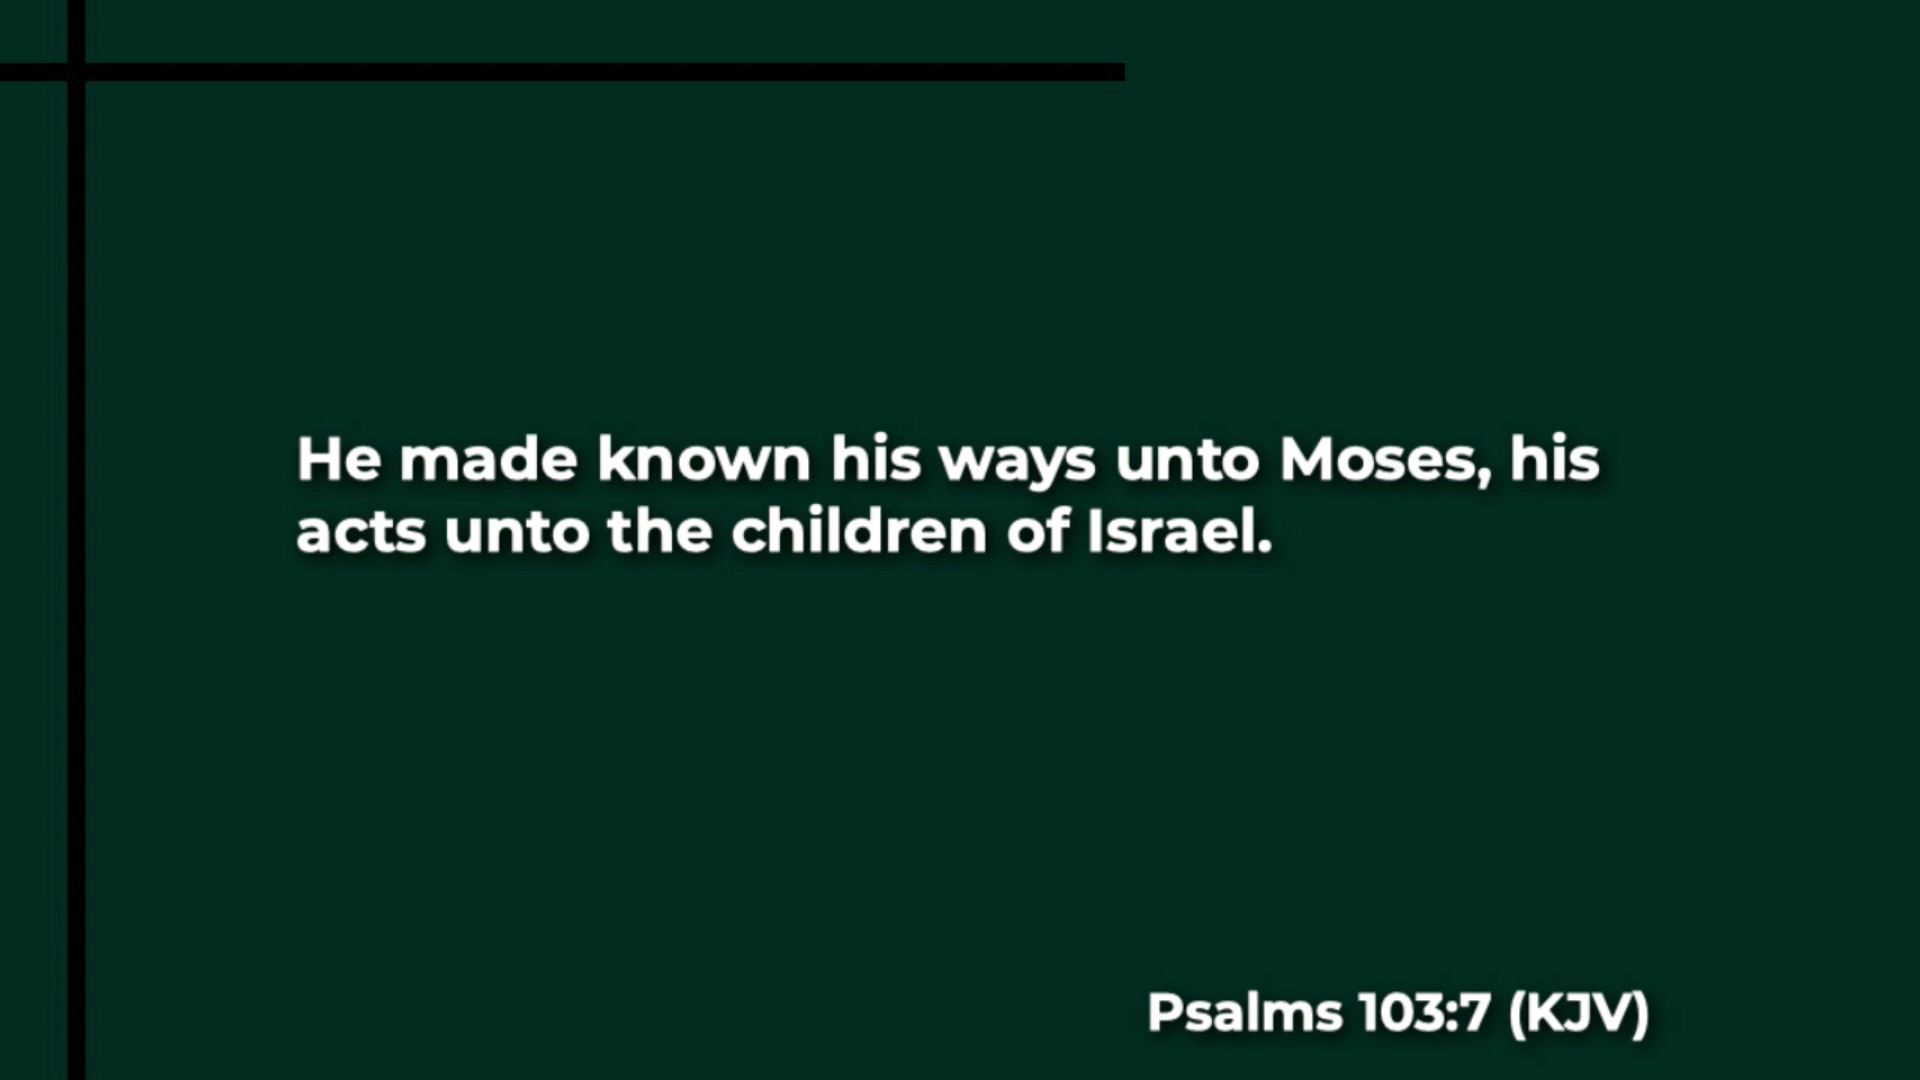 He made known his ways unto Moses, his
acts unto the children of Israel.
Psalms 103:7 (KJV)